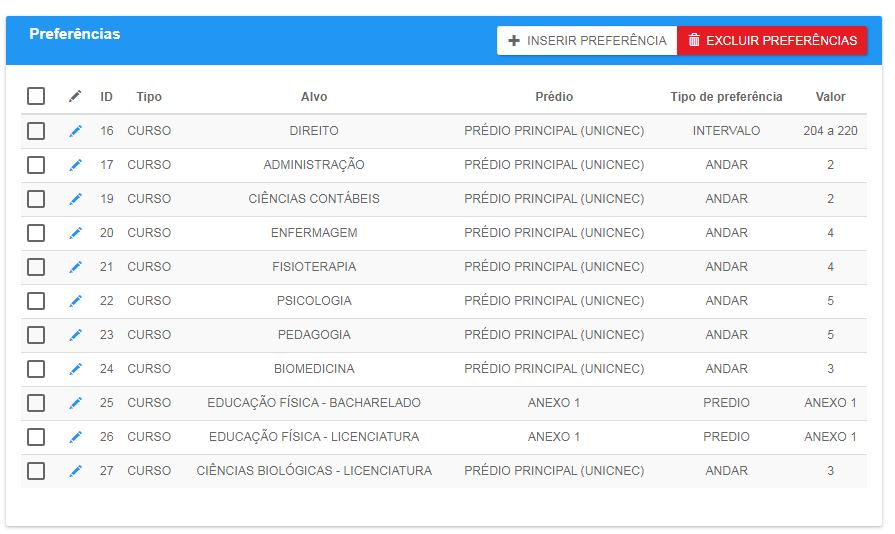 Preferências
INSERIR PREFERÊNCIA EXCLUIR PREFERÊNCIAS
ID Tipo Alvo Prédio Tipo de preferência Valor
16 CURSO DIREITO PRÉDIO PRINCIPAL (UNICNEC) INTERVALO 204 a 220
17 CURSO ADMINISTRAÇÃO PRÉDIO PRINCIPAL (UNICNEC) ANDAR 2
19 CURSO CIÊNCIAS CONTÁBEIS PRÉDIO PRINCIPAL (UNICNEC) ANDAR 2
20 CURSO ENFERMAGEM PRÉDIO PRINCIPAL (UNICNEC) ANDAR 4
21 CURSO FISIOTERAPIA PRÉDIO PRINCIPAL (UNICNEC) ANDAR 4
22 CURSO PSICOLOGIA PRÉDIO PRINCIPAL (UNICNEC) ANDAR 5
23 CURSO PEDAGOGIA PRÉDIO PRINCIPAL (UNICNEC) ANDAR 5
24 CURSO BIOMEDICINA PRÉDIO PRINCIPAL (UNICNEC) ANDAR 3
25 CURSO EDUCAÇÃO FÍSICA - BACHARELADO ANEXO 1 PREDIO ANEXO 1
26 CURSO EDUCAÇÃO FÍSICA - LICENCIATURA ANEXO 1 PREDIO ANEXO 1
27 CURSO CIÊNCIAS BIOLÓGICAS - LICENCIATURA PRÉDIO PRINCIPAL (UNICNEC) ANDAR 3